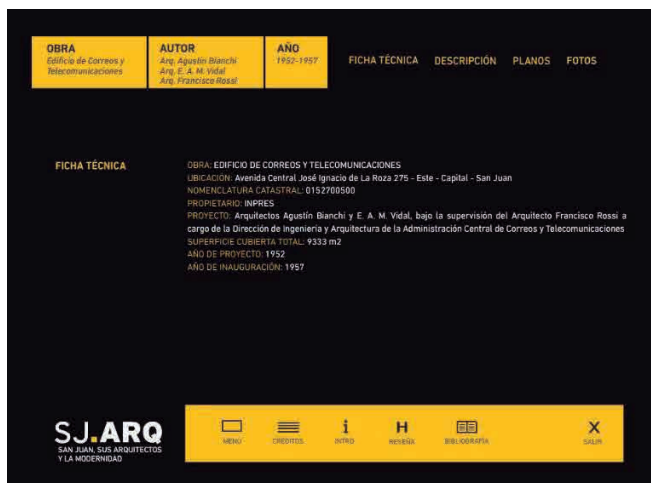 OBRA
Edificio de Correos y
Telecomunicaciones
AUTOR
Arq. Agustín Bianchi
Arq. E. A. M. Vidal
Arq. Francisco Rossi
AÑO
1952-1957
FICHA TÉCNICA
DESCRIPCIÓN
PLANOS
FOTOS
FICHA TÉCNICA
OBRA: EDIFICIO DE CORREOS Y TELECOMUNICACIONES
UBICACIÓN: Avenida Central José Ignacio de La Roza 275 - Este - Capital - San Juan
NOMENCLATURA CATASTRAL: 0152700500
PROPIETARIO: INPRES
PROYECTO: Arquitectos Agustín Bianchi y E. A. M. Vidal, bajo la supervisión del Arquitecto Francisco Rossi a
cargo de la Dirección de Ingeniería y Arquitectura de la Administración Central de Correos y Telecomunicaciones
SUPERFICIE CUBIERTA TOTAL: 9333 m2
AÑO DE PROYECTO: 1952
AÑO DE INAUGURACIÓN: 1957
SJ.ARQ
SAN JUAN, SUS ARQUITECTOS
Y LA MODERNIDAD
MENÚ
CRÉDITOS
i
INTRO
H
RESEÑA
BIBLIOGRAFÍA
X
SALIR